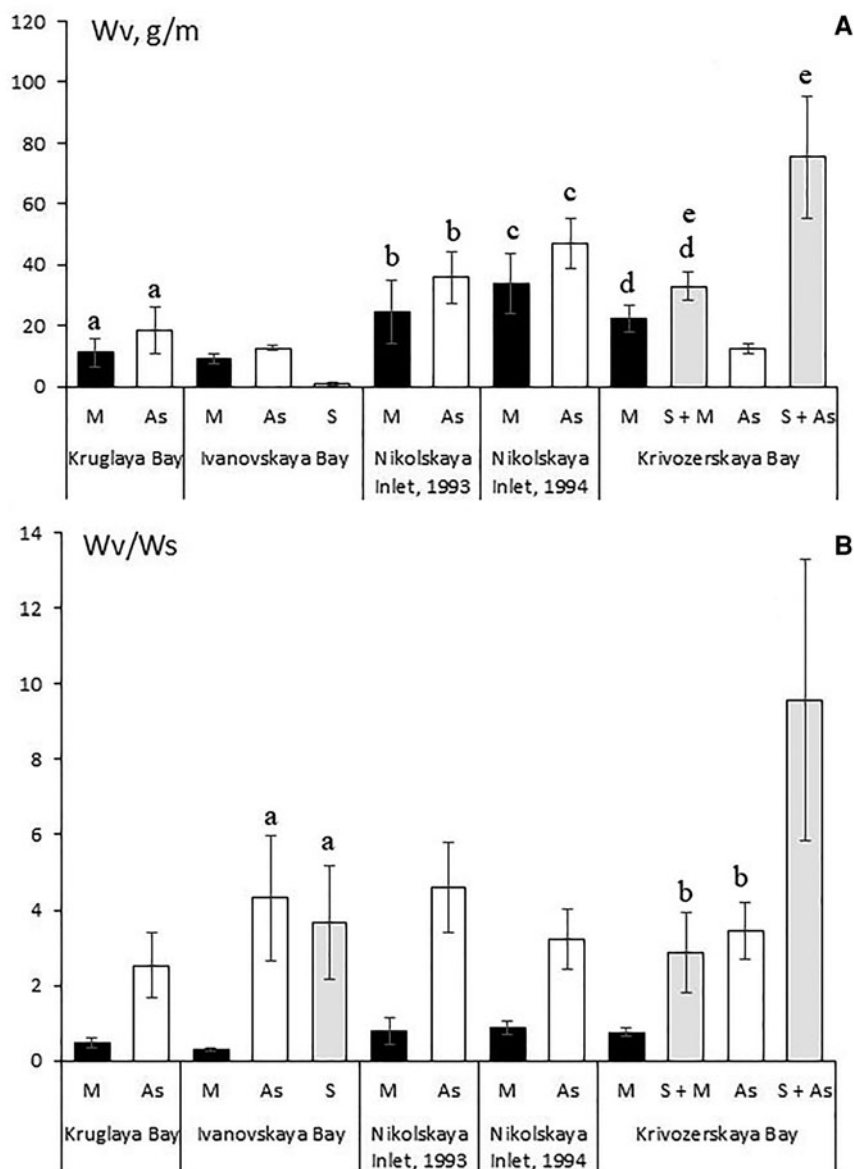 Wv, g/m
A
120
100
80
60
40
20
0
a
a
b
b
c
c
d
e
d
e
M As M As S M As M As M S + M As S + As
Kruglaya Bay Ivanovskaya Bay Nikolskaya Nikolskaya Krivozerskaya Bay
Inlet, 1993 Inlet, 1994
Wv/Ws
B
14
12
10
8
6
4
2
0
a
a
b
b
M As M As S M As M As M S + M As S + As
Kruglaya Bay Ivanovskaya Bay Nikolskaya Nikolskaya Krivozerskaya Bay
Inlet, 1993 Inlet, 1994